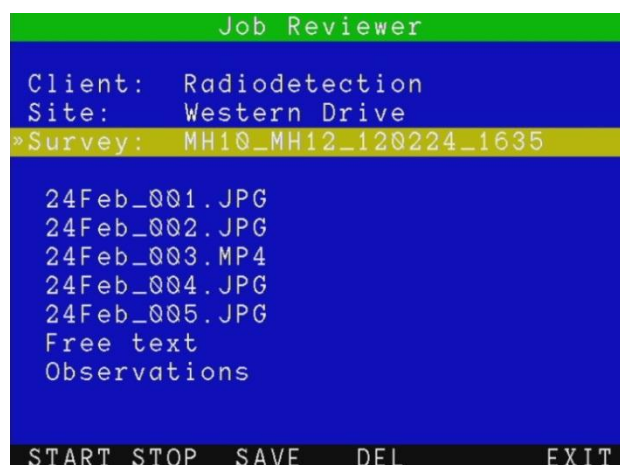 Job Reviewer
Client: Radiodetection
Site: Western Drive
»Survey: MH10_MH12_120224_1635
24Feb_001.JPG
24Feb_002.JPG
24Feb_003.MP4
24Feb_004.JPG
24Feb_005.JPG
Free text
Observations
START STOP SAVE DEL EXIT